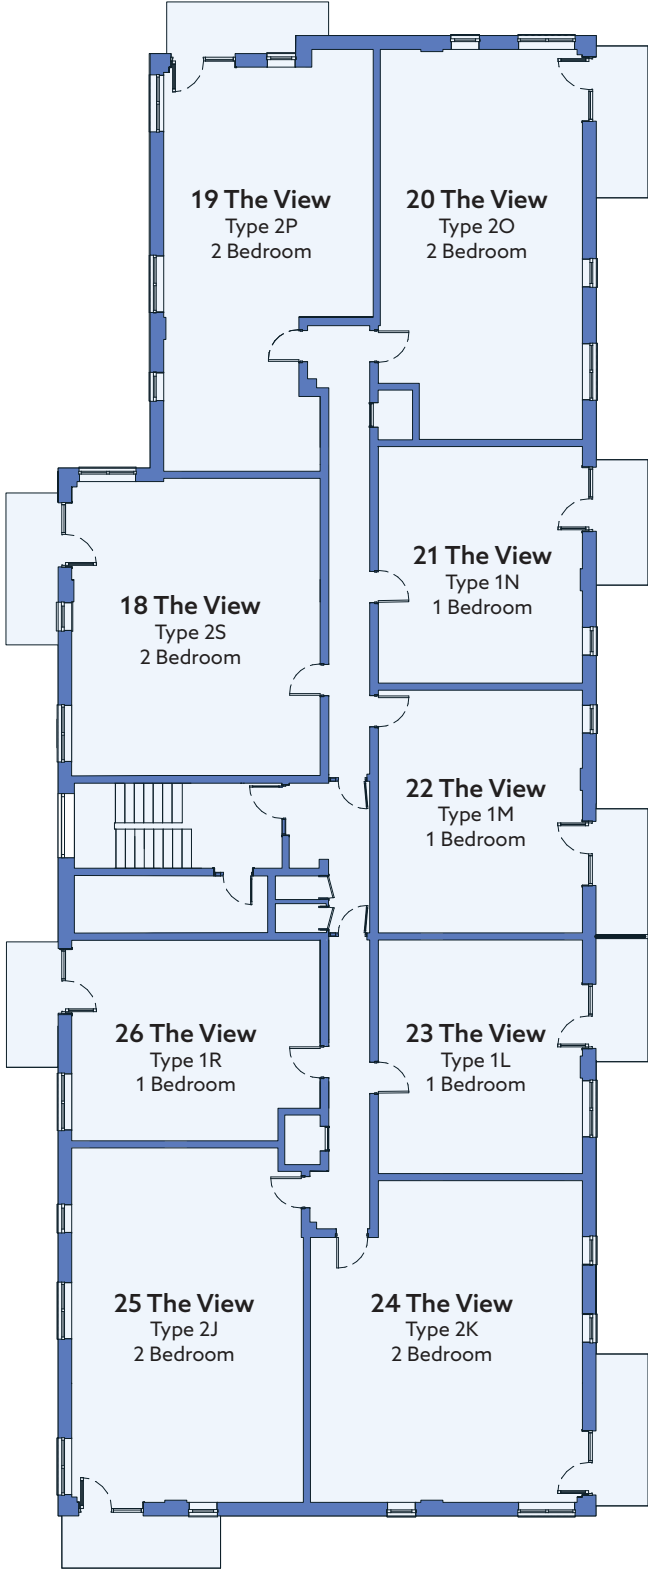 19 The View
Type 2P
2 Bedroom
20 The View
Type 2O
2 Bedroom
21 The View
Type 1N
1 Bedroom
18 The View
Type 2S
2 Bedroom
22 The View
Type 1M
1 Bedroom
26 The View
Type 1R
1 Bedroom
23 The View
Type 1L
1 Bedroom
25 The View
Type 2J
2 Bedroom
24 The View
Type 2K
2 Bedroom